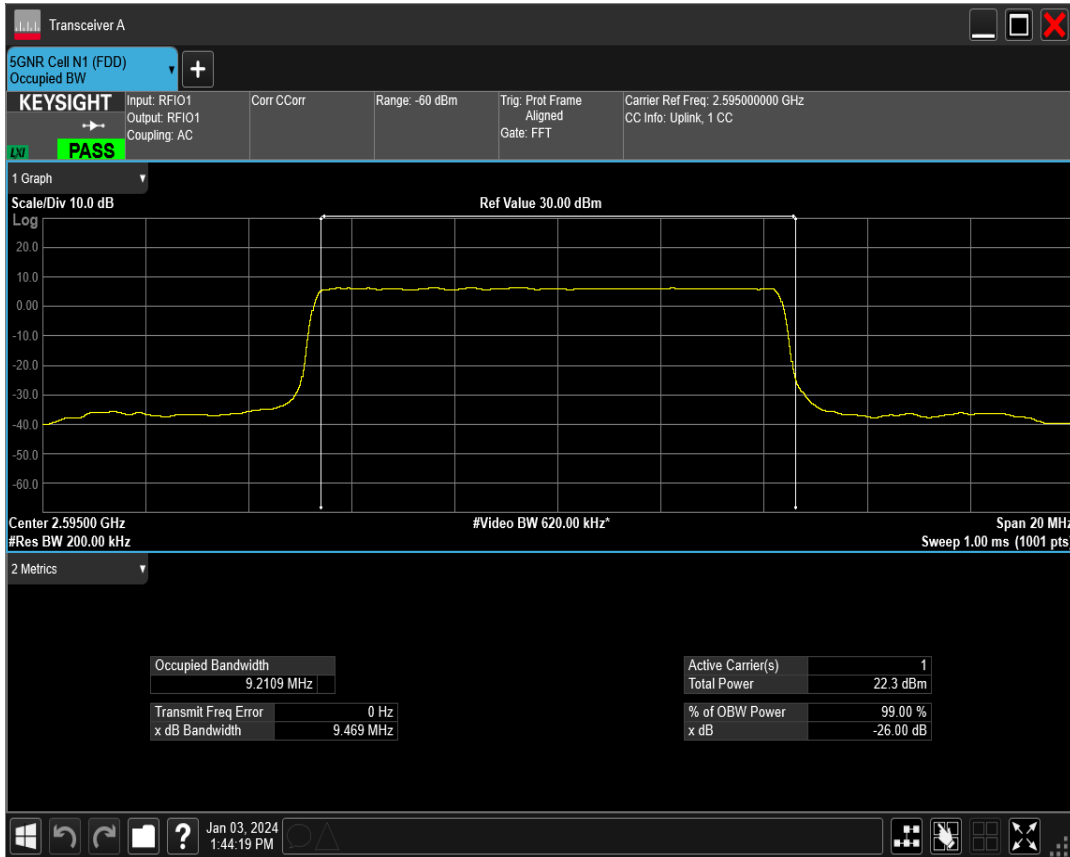 Transceiver A
5GNR Cell N1 (FDD)
Occupied BW
+
KEYSIGHT
LXI
PASS
Input: RFIO1
Output: RFIO1
Coupling: AC
Corr CCorr
Range: -60 dBm
Trig: Prot Frame
Aligned
Gate: FFT
Carrier Ref Freq: 2.595000000 GHz
CC Info: Uplink, 1 CC
1 Graph
Scale/Div 10.0 dB
Ref Value 30.00 dBm
Log
20.0
10.0
0.00
-10.0
-20.0
-30.0
-40.0
-50.0
-60.0
Center 2.59500 GHz
#Video BW 620.00 kHz*
Span 20 MHz
#Res BW 200.00 kHz
Sweep 1.00 ms (1001 pts)
2 Metrics
Occupied Bandwidth
9.2109 MHz
Transmit Freq Error 0 Hz
x dB Bandwidth 9.469 MHz
Active Carrier(s) 1
Total Power 22.3 dBm
% of OBW Power 99.00 %
x dB -26.00 dB
?
Jan 03, 2024
1:44:19 PM